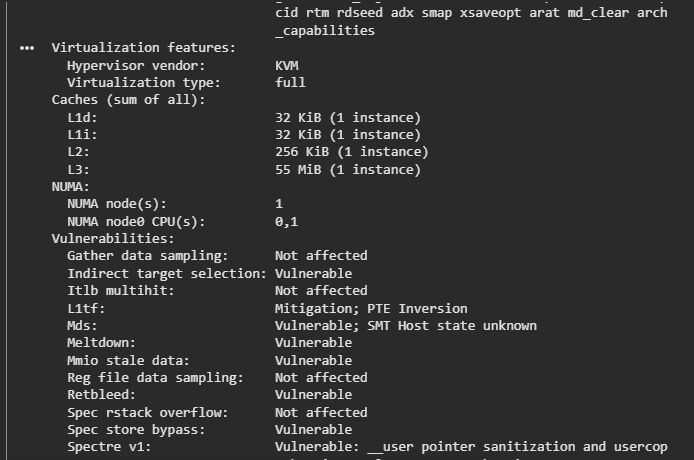 cid rtm rdseed adx smap xsaveopt arat md_clear arch
_capabilities
Virtualization features:
Hypervisor vendor: KVM
Virtualization type: full
Caches (sum of all):
L1d: 32 KiB (1 instance)
L1i: 32 KiB (1 instance)
L2: 256 KiB (1 instance)
L3: 55 MiB (1 instance)
NUMA:
NUMA node(s): 1
NUMA node0 CPU(s): 0,1
Vulnerabilities:
Gather data sampling: Not affected
Indirect target selection: Vulnerable
Itlb multihit: Not affected
L1tf: Mitigation; PTE Inversion
Mds: Vulnerable; SMT Host state unknown
Meltdown: Vulnerable
Mmio stale data: Vulnerable
Reg file data sampling: Not affected
Retbleed: Vulnerable
Spec rstack overflow: Not affected
Spec store bypass: Vulnerable
Spectre v1: Vulnerable: __user pointer sanitization and usercop